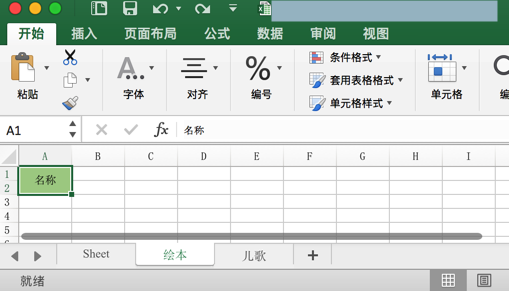 开始 插入 页面布局 公式 数据 审阅 视图
粘贴 A 字体 对齐 % 编号 条件格式 套用表格格式 单元格样式 单元格
A1 fx 名称
A B C D E F G H I
1 名称
2
3
4
5
6
Sheet 绘本 儿歌 +
就绪